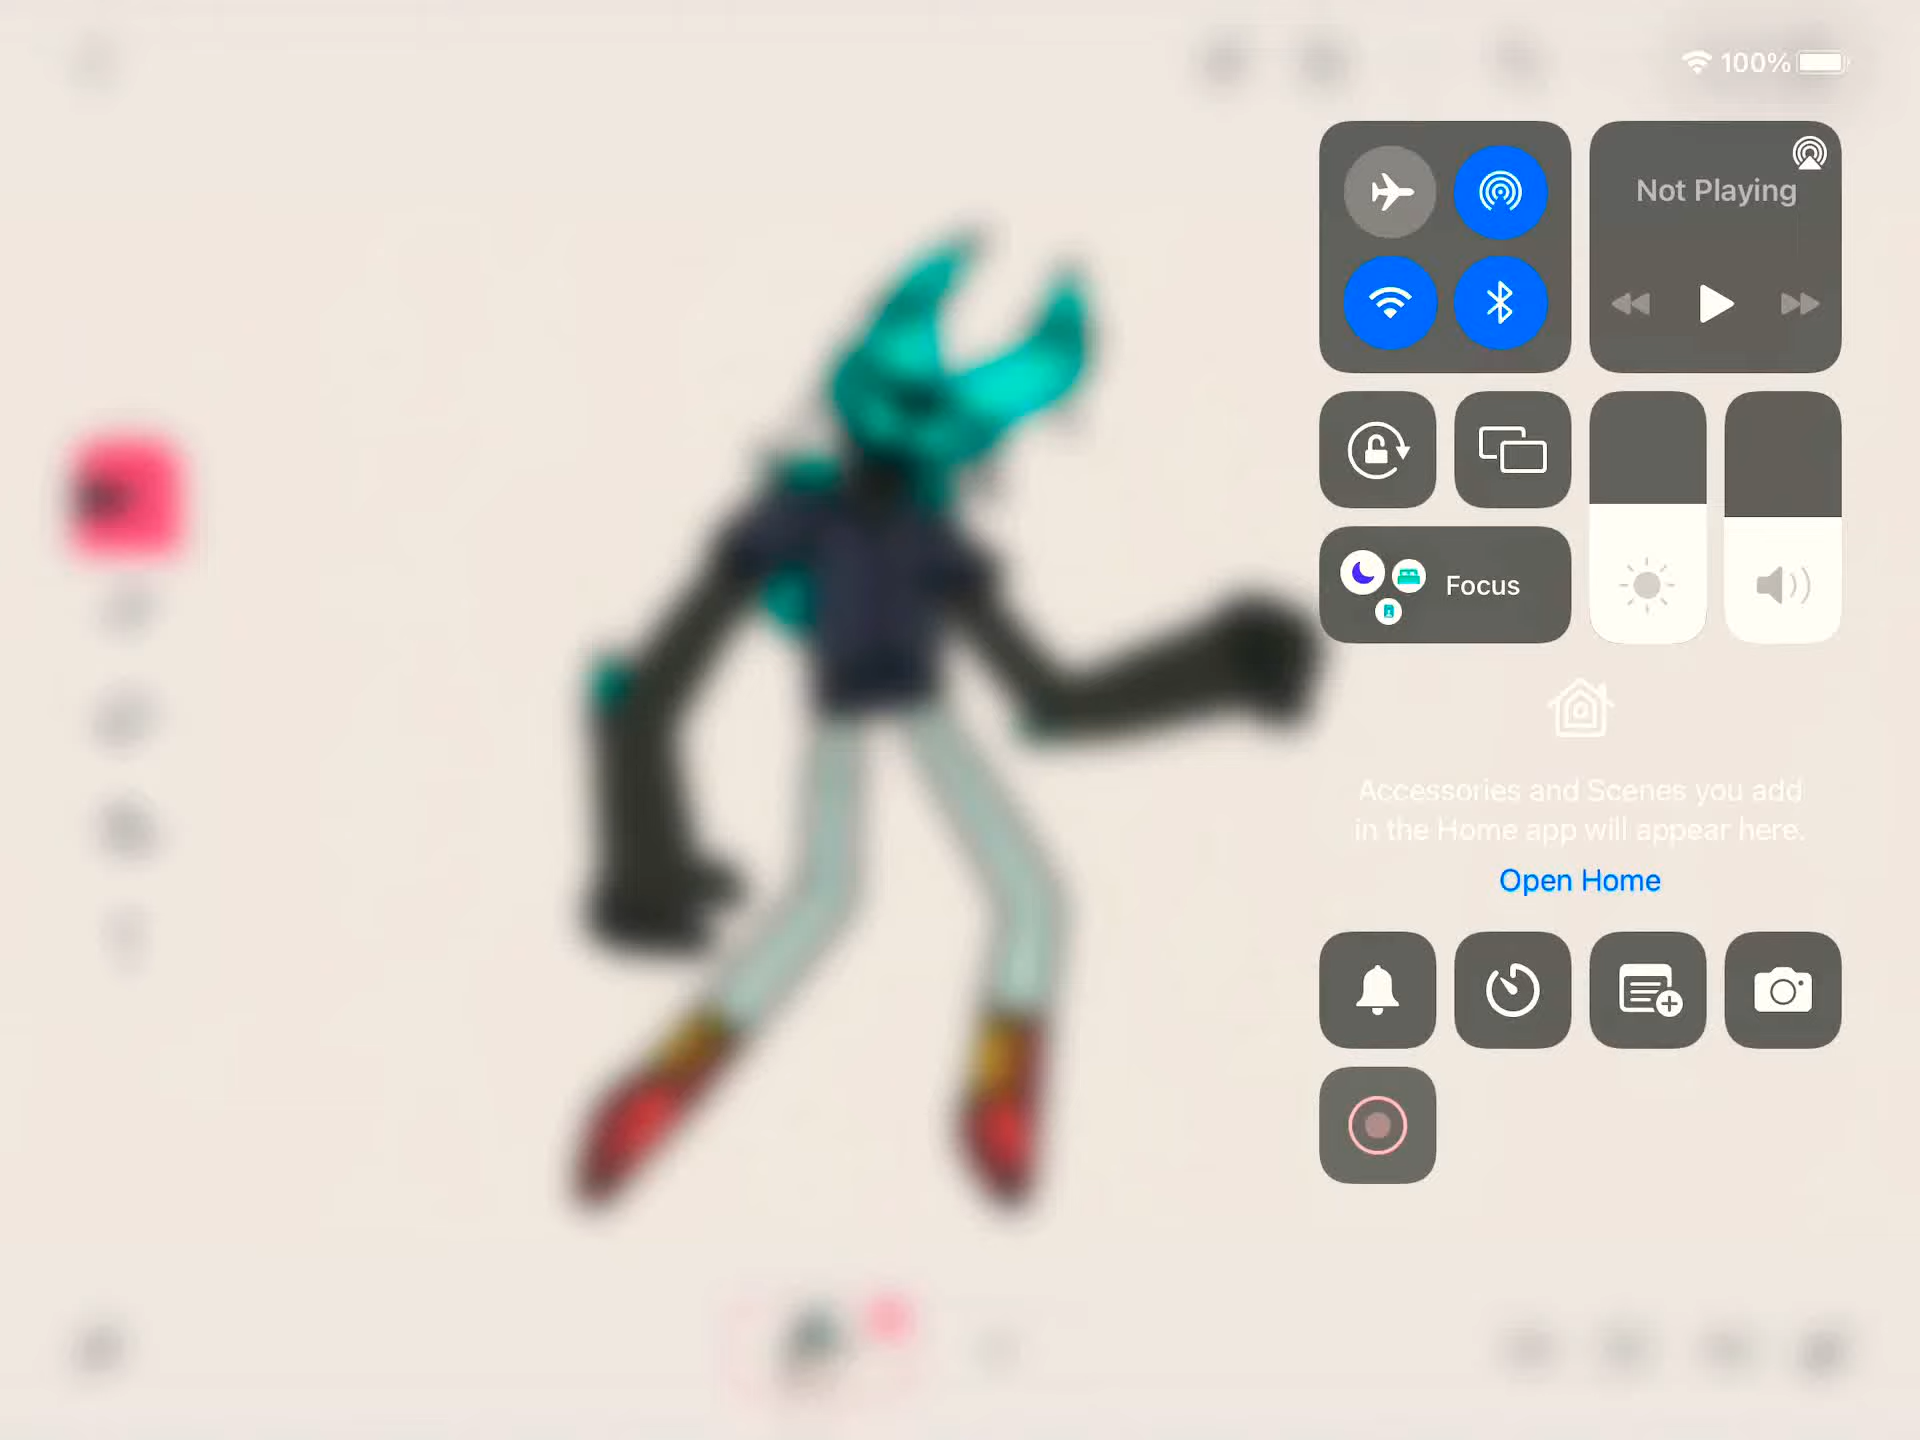 100%
Not Playing
Focus
Accessories and Scenes you add
in the Home app will appear here.
Open Home